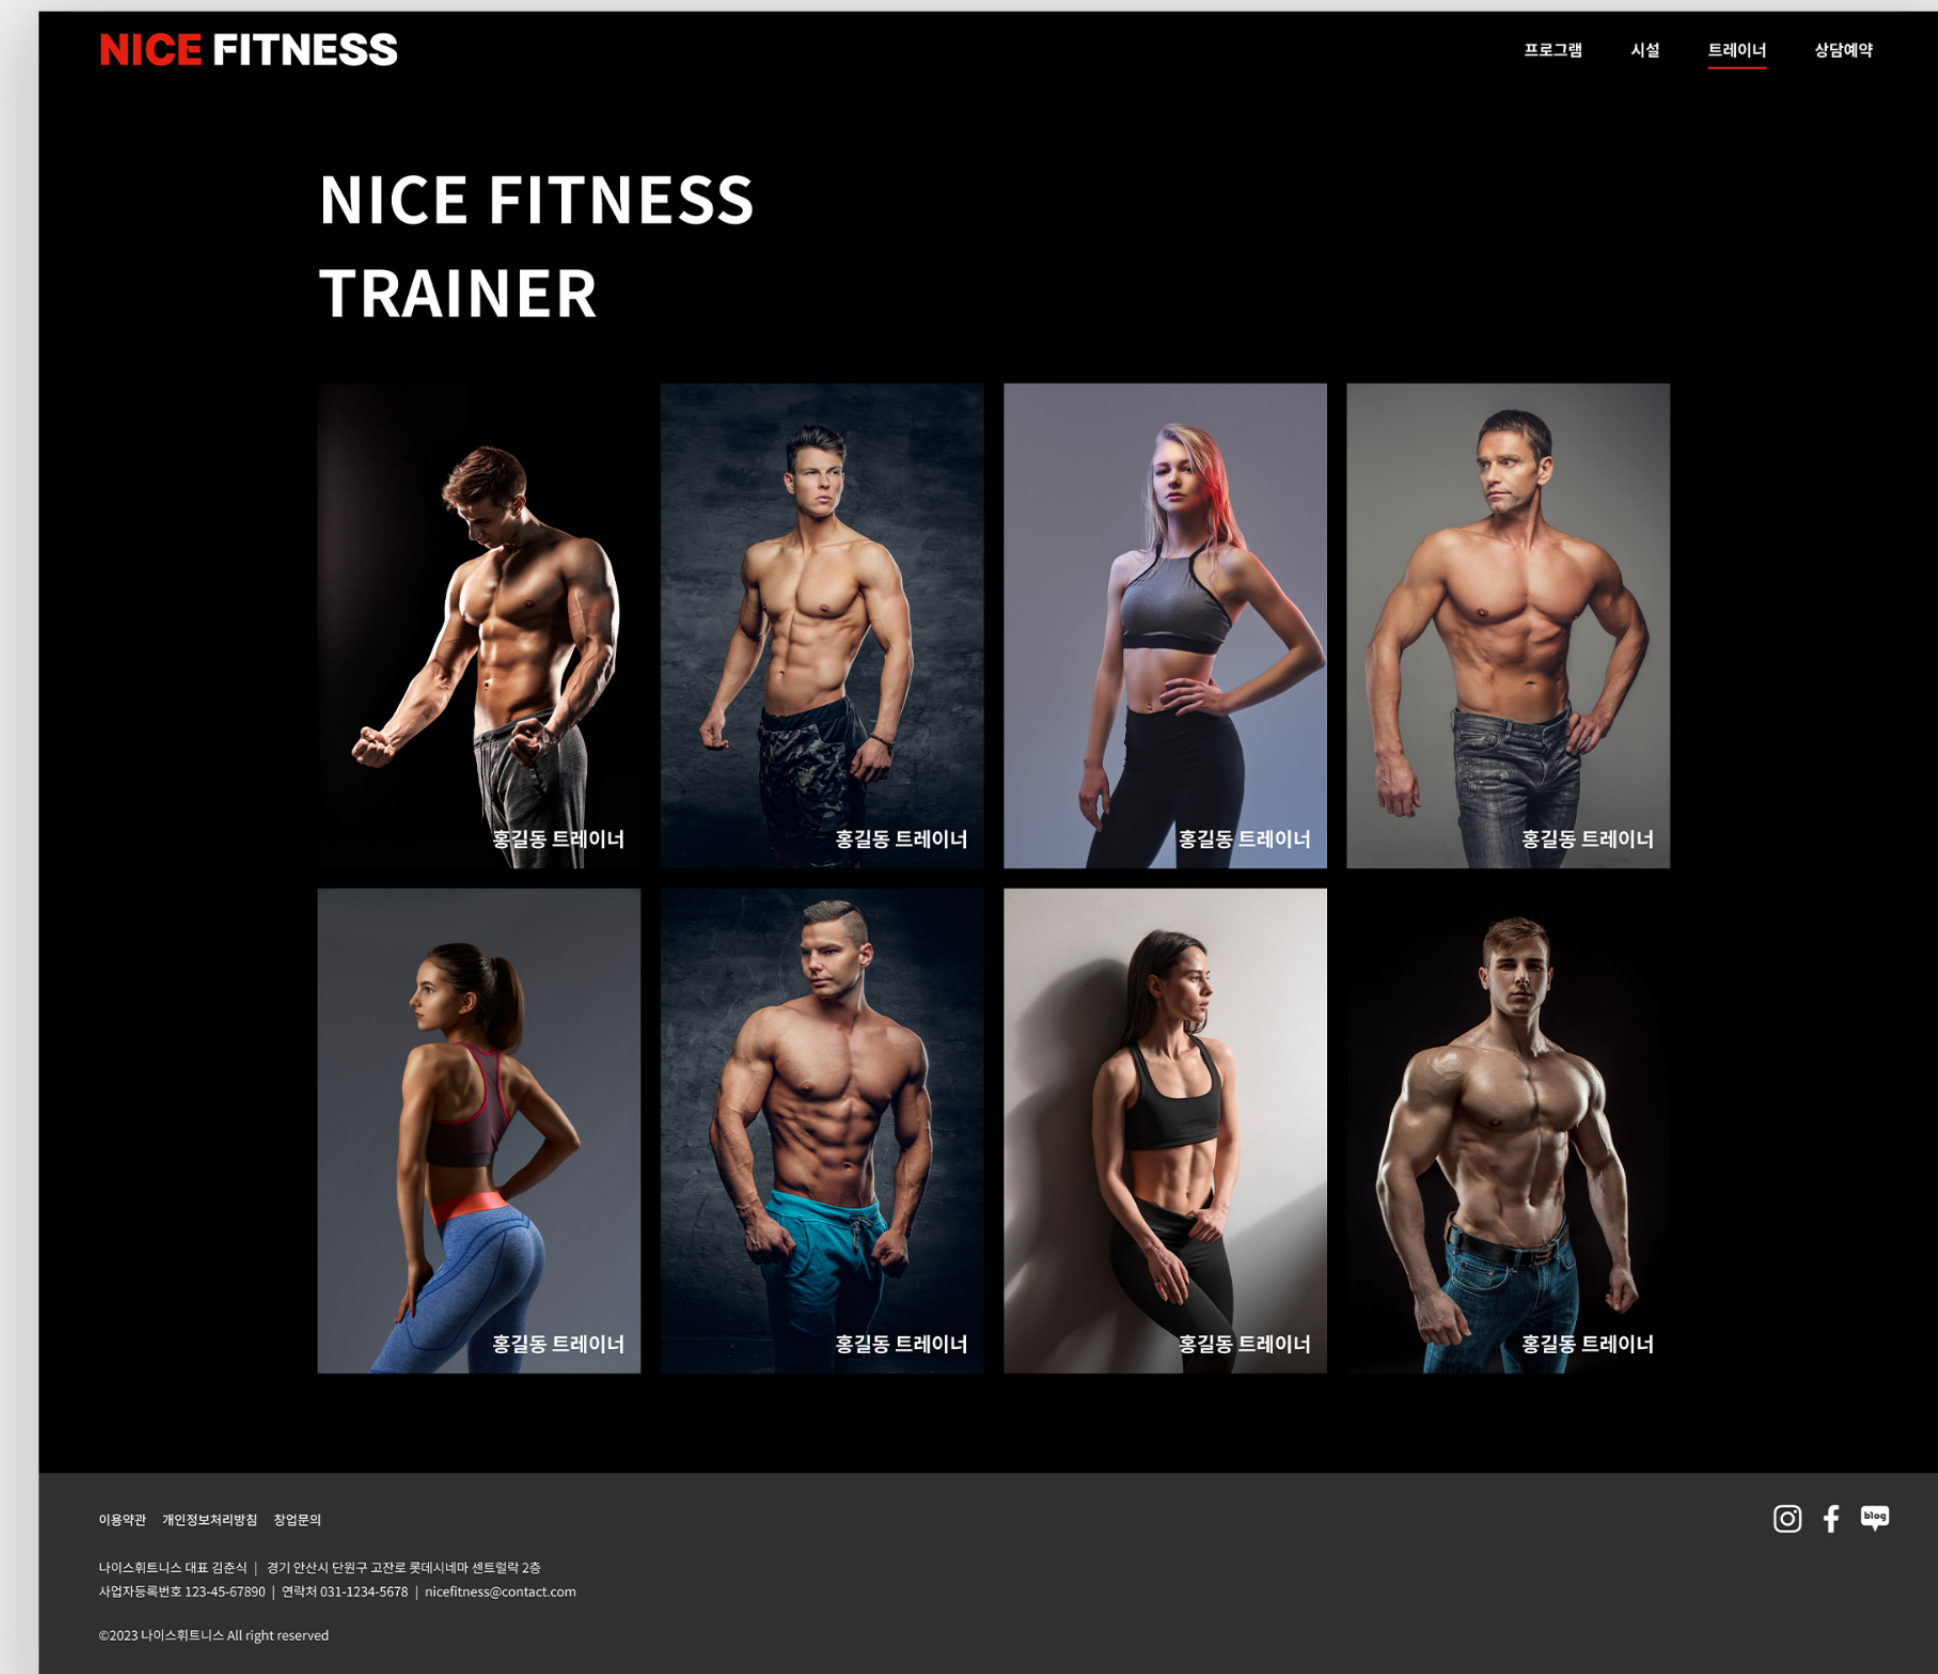 NICE FITNESS
프로그램 시설 트레이너 상담예약
NICE FITNESS
TRAINER
홍길동 트레이너
홍길동 트레이너
홍길동 트레이너
홍길동 트레이너
홍길동 트레이너
홍길동 트레이너
홍길동 트레이너
홍길동 트레이너
이용약관 개인정보처리방침 창업문의
blog
나이스휘트니스 대표 김춘식 | 경기 안산시 단원구 고잔로 롯데시네마 센트럴락 2층
사업자등록번호 123-45-67890 | 연락처 031-1234-5678 | nicefitness@contact.com
©2023 나이스휘트니스 All right reserved